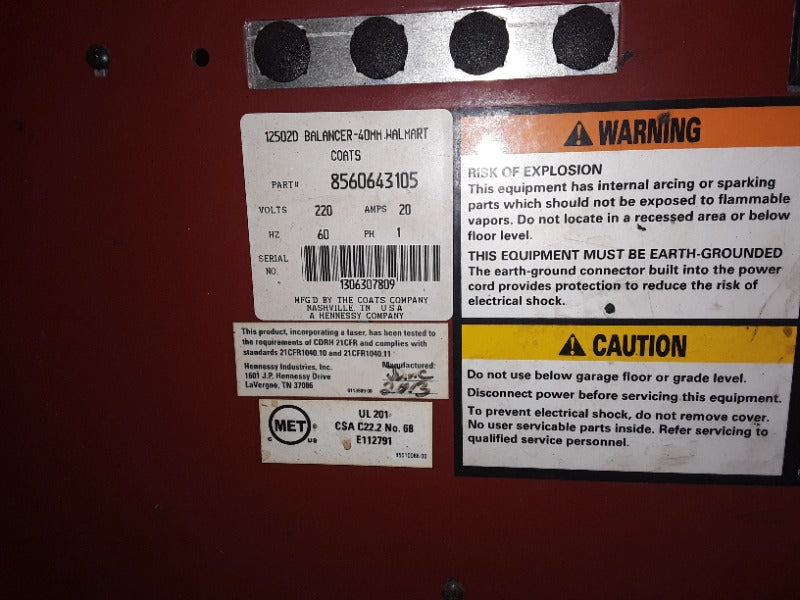 12502D BALANCER-40MM.WALMART
COATS
PART# 8560643105
VOLTS 220 AMPS 20
HZ 60 PH 1
SERIAL
NO. 1306307809
MFG'D BY THE COATS COMPANY
NASHVILLE TN USA
A HENNESSY COMPANY
This product, incorporating a laser, has been tested to
the requirements of CDRH 21CFR and complies with
standards 21CFR1040.10 and 21CFR1040.11
Hennessy Industries, Inc.
1601 J.P. Hennessy Drive
LaVergne, TN 37086
Manufactured:
June
2013
MET
C US
UL 201
CSA C22.2 No. 68
E112791
WARNING
RISK OF EXPLOSION
This equipment has internal arcing or sparking
parts which should not be exposed to flammable
vapors. Do not locate in a recessed area or below
floor level.
THIS EQUIPMENT MUST BE EARTH-GROUNDED
The earth-ground connector built into the power
cord provides protection to reduce the risk of
electrical shock.
CAUTION
Do not use below garage floor or grade level.
Disconnect power before servicing this equipment.
To prevent electrical shock, do not remove cover.
No user servicable parts inside. Refer servicing to
qualified service personnel.